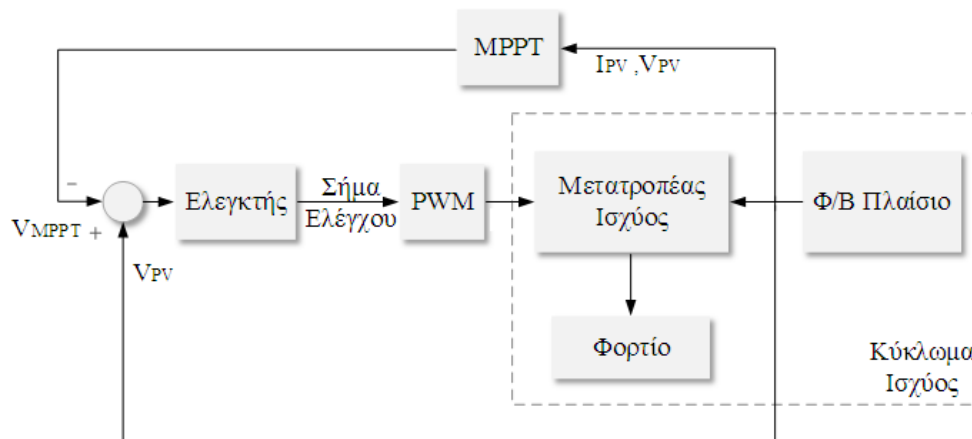 MPPT
IPV ,VPV
-
Ελεγκτής
Σήμα
Ελέγχου
PWM
Μετατροπέας
Ισχύος
Φ/Β Πλαίσιο
VMPPT +
VPV
Φορτίο
Κύκλωμα
Ισχύος